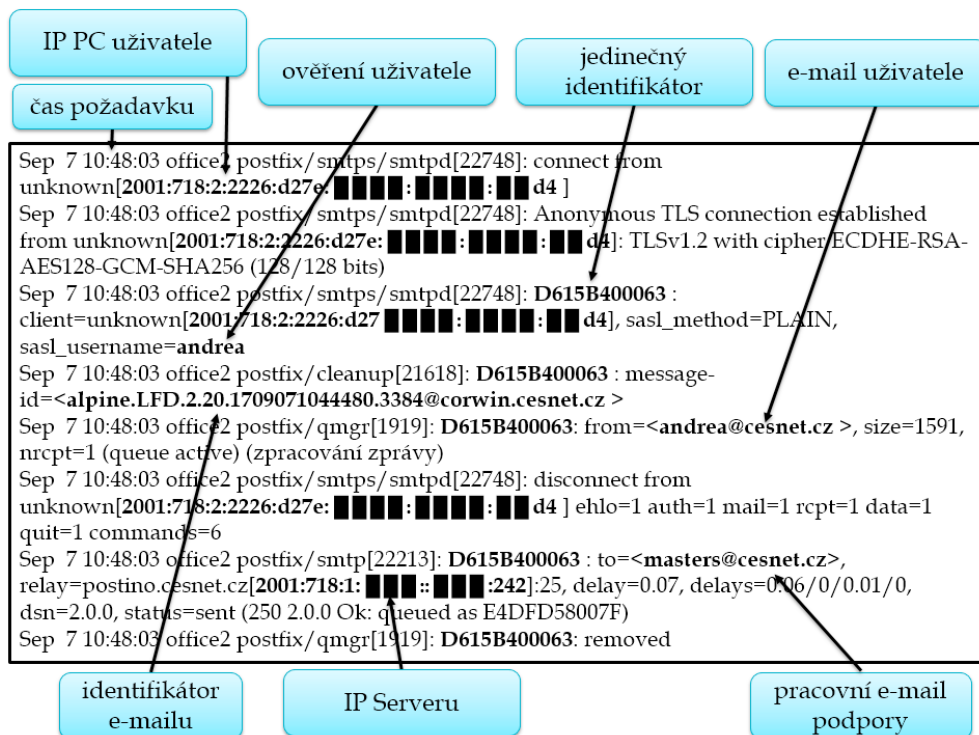 IP PC uživatele
ověření uživatele
jedinečný
identifikátor
e-mail uživatele
čas požadavku
Sep 7 10:48:03 office2 postfix/smtps/smtpd[22748]: connect from
unknown[2001:718:2:2226:d27e:████:████:██d4 ]
Sep 7 10:48:03 office2 postfix/smtps/smtpd[22748]: Anonymous TLS connection established
from unknown[2001:718:2:2226:d27e:████:████:██d4]: TLSv1.2 with cipher ECDHE-RSA-
AES128-GCM-SHA256 (128/128 bits)
Sep 7 10:48:03 office2 postfix/smtps/smtpd[22748]: D615B400063 :
client=unknown[2001:718:2:2226:d27████:████:██d4], sasl_method=PLAIN,
sasl_username=andrea
Sep 7 10:48:03 office2 postfix/cleanup[21618]: D615B400063 : message-
id=<alpine.LFD.2.20.1709071044480.3384@corwin.cesnet.cz >
Sep 7 10:48:03 office2 postfix/qmgr[1919]: D615B400063: from=<andrea@cesnet.cz >, size=1591,
nrcpt=1 (queue active) (zpracování zprávy)
Sep 7 10:48:03 office2 postfix/smtps/smtpd[22748]: disconnect from
unknown[2001:718:2:2226:d27e:████:████:██d4 ] ehlo=1 auth=1 mail=1 rcpt=1 data=1
quit=1 commands=6
Sep 7 10:48:03 office2 postfix/smtp[22213]: D615B400063 : to=<masters@cesnet.cz>,
relay=postino.cesnet.cz[2001:718:1:███::███:242]:25, delay=0.07, delays=0.06/0/0.01/0,
dsn=2.0.0, status=sent (250 2.0.0 Ok: queued as E4DFD58007F)
Sep 7 10:48:03 office2 postfix/qmgr[1919]: D615B400063: removed
identifikátor
e-mailu
IP Serveru
pracovní e-mail
podpory